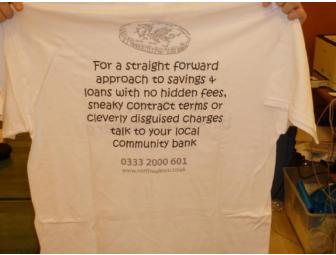 For a straight forward
approach to savings &
loans with no hidden fees,
sneaky contract terms or
cleverly disguised charges
talk to your local
community bank
0333 2000 601